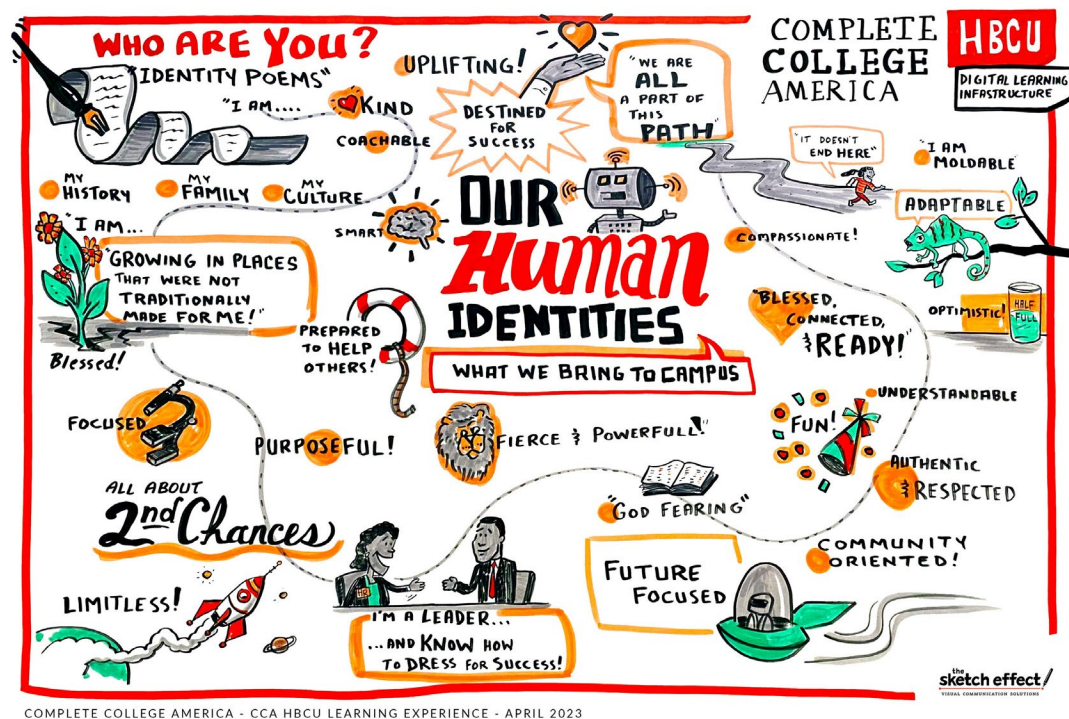 WHO ARE YOU?
"IDENTITY POEMS"
"I AM....
KIND
COACHABLE
MY HISTORY
MY FAMILY
MY CULTURE
UPLIFTING!
DESTINED
FOR
SUCCESS
"WE ARE
ALL
A PART OF
THIS
PATH"
COMPLETE
COLLEGE
AMERICA
HBCU
DIGITAL LEARNING
INFASTRUCTURE
"IT DOESN'T
END HERE"
"I AM
MOLDABLE
ADAPTABLE
SMART
OUR
HUMAN
IDENTITIES
WHAT WE BRING TO CAMPUS
COMPASSIONATE!
"I AM...
"GROWING IN PLACES
THAT WERE NOT
TRADITIONALLY
MADE FOR ME!"
Blessed!
PREPARED
TO HELP
OTHERS!
"BLESSED,
CONNECTED,
& READY!"
OPTIMISTIC!
HALF
FULL
FOCUSED
PURPOSEFUL!
FIERCE & POWERFULL!"
FUN!
UNDERSTANDABLE
AUTHENTIC
& RESPECTED
ALL ABOUT
2nd Chances
"GOD FEARING"
COMMUNITY
ORIENTED!
LIMITLESS!
I'M A LEADER...
...AND KNOW HOW
TO DRESS FOR SUCCESS!
FUTURE
FOCUSED
the
sketch effect
VISUAL COMMUNICATION SOLUTIONS
COMPLETE COLLEGE AMERICA - CCA HBCU LEARNING EXPERIENCE - APRIL 2023